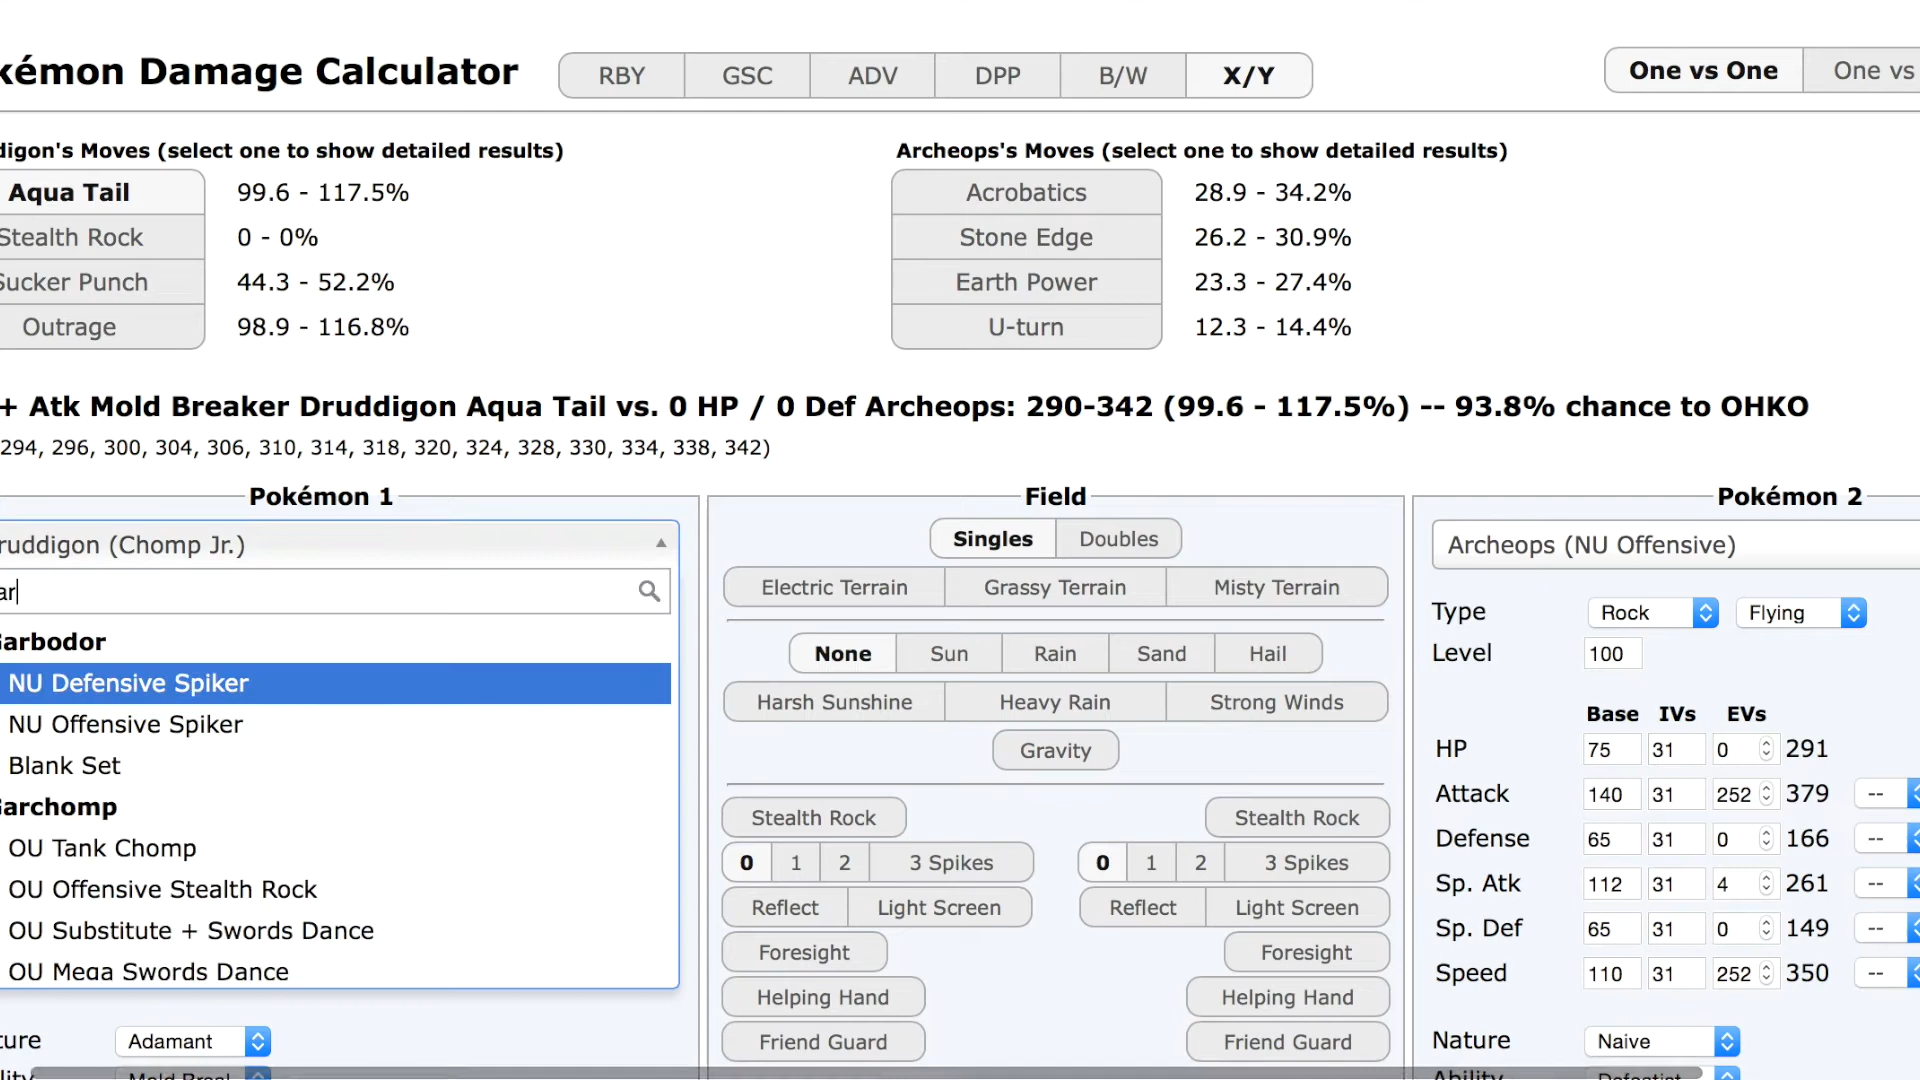 kémon Damage Calculator RBY GSC ADV DPP B/W X/Y One vs One One vs
digon's Moves (select one to show detailed results) Archeops's Moves (select one to show detailed results)
Aqua Tail 99.6 - 117.5% Acrobatics 28.9 - 34.2%
Stealth Rock 0 - 0% Stone Edge 26.2 - 30.9%
Sucker Punch 44.3 - 52.2% Earth Power 23.3 - 27.4%
Outrage 98.9 - 116.8% U-turn 12.3 - 14.4%
+ Atk Mold Breaker Druddigon Aqua Tail vs. 0 HP / 0 Def Archeops: 290-342 (99.6 - 117.5%) -- 93.8% chance to OHKO
294, 296, 300, 304, 306, 310, 314, 318, 320, 324, 328, 330, 334, 338, 342)
Pokémon 1
ruddigon (Chomp Jr.)
ar
Garbodor
NU Defensive Spiker
NU Offensive Spiker
Blank Set
Garchomp
OU Tank Chomp
OU Offensive Stealth Rock
OU Substitute + Swords Dance
OU Mega Swords Dance
ture Adamant
Field
Singles Doubles
Electric Terrain Grassy Terrain Misty Terrain
None Sun Rain Sand Hail
Harsh Sunshine Heavy Rain Strong Winds
Gravity
Stealth Rock Stealth Rock
0 1 2 3 Spikes 0 1 2 3 Spikes
Reflect Light Screen Reflect Light Screen
Foresight Foresight
Helping Hand Helping Hand
Friend Guard Friend Guard
Pokémon 2
Archeops (NU Offensive)
Type Rock Flying
Level 100
Base IVs EVs
HP 75 31 0 291
Attack 140 31 252 379 --
Defense 65 31 0 166 --
Sp. Atk 112 31 4 261 --
Sp. Def 65 31 0 149 --
Speed 110 31 252 350 --
Nature Naive